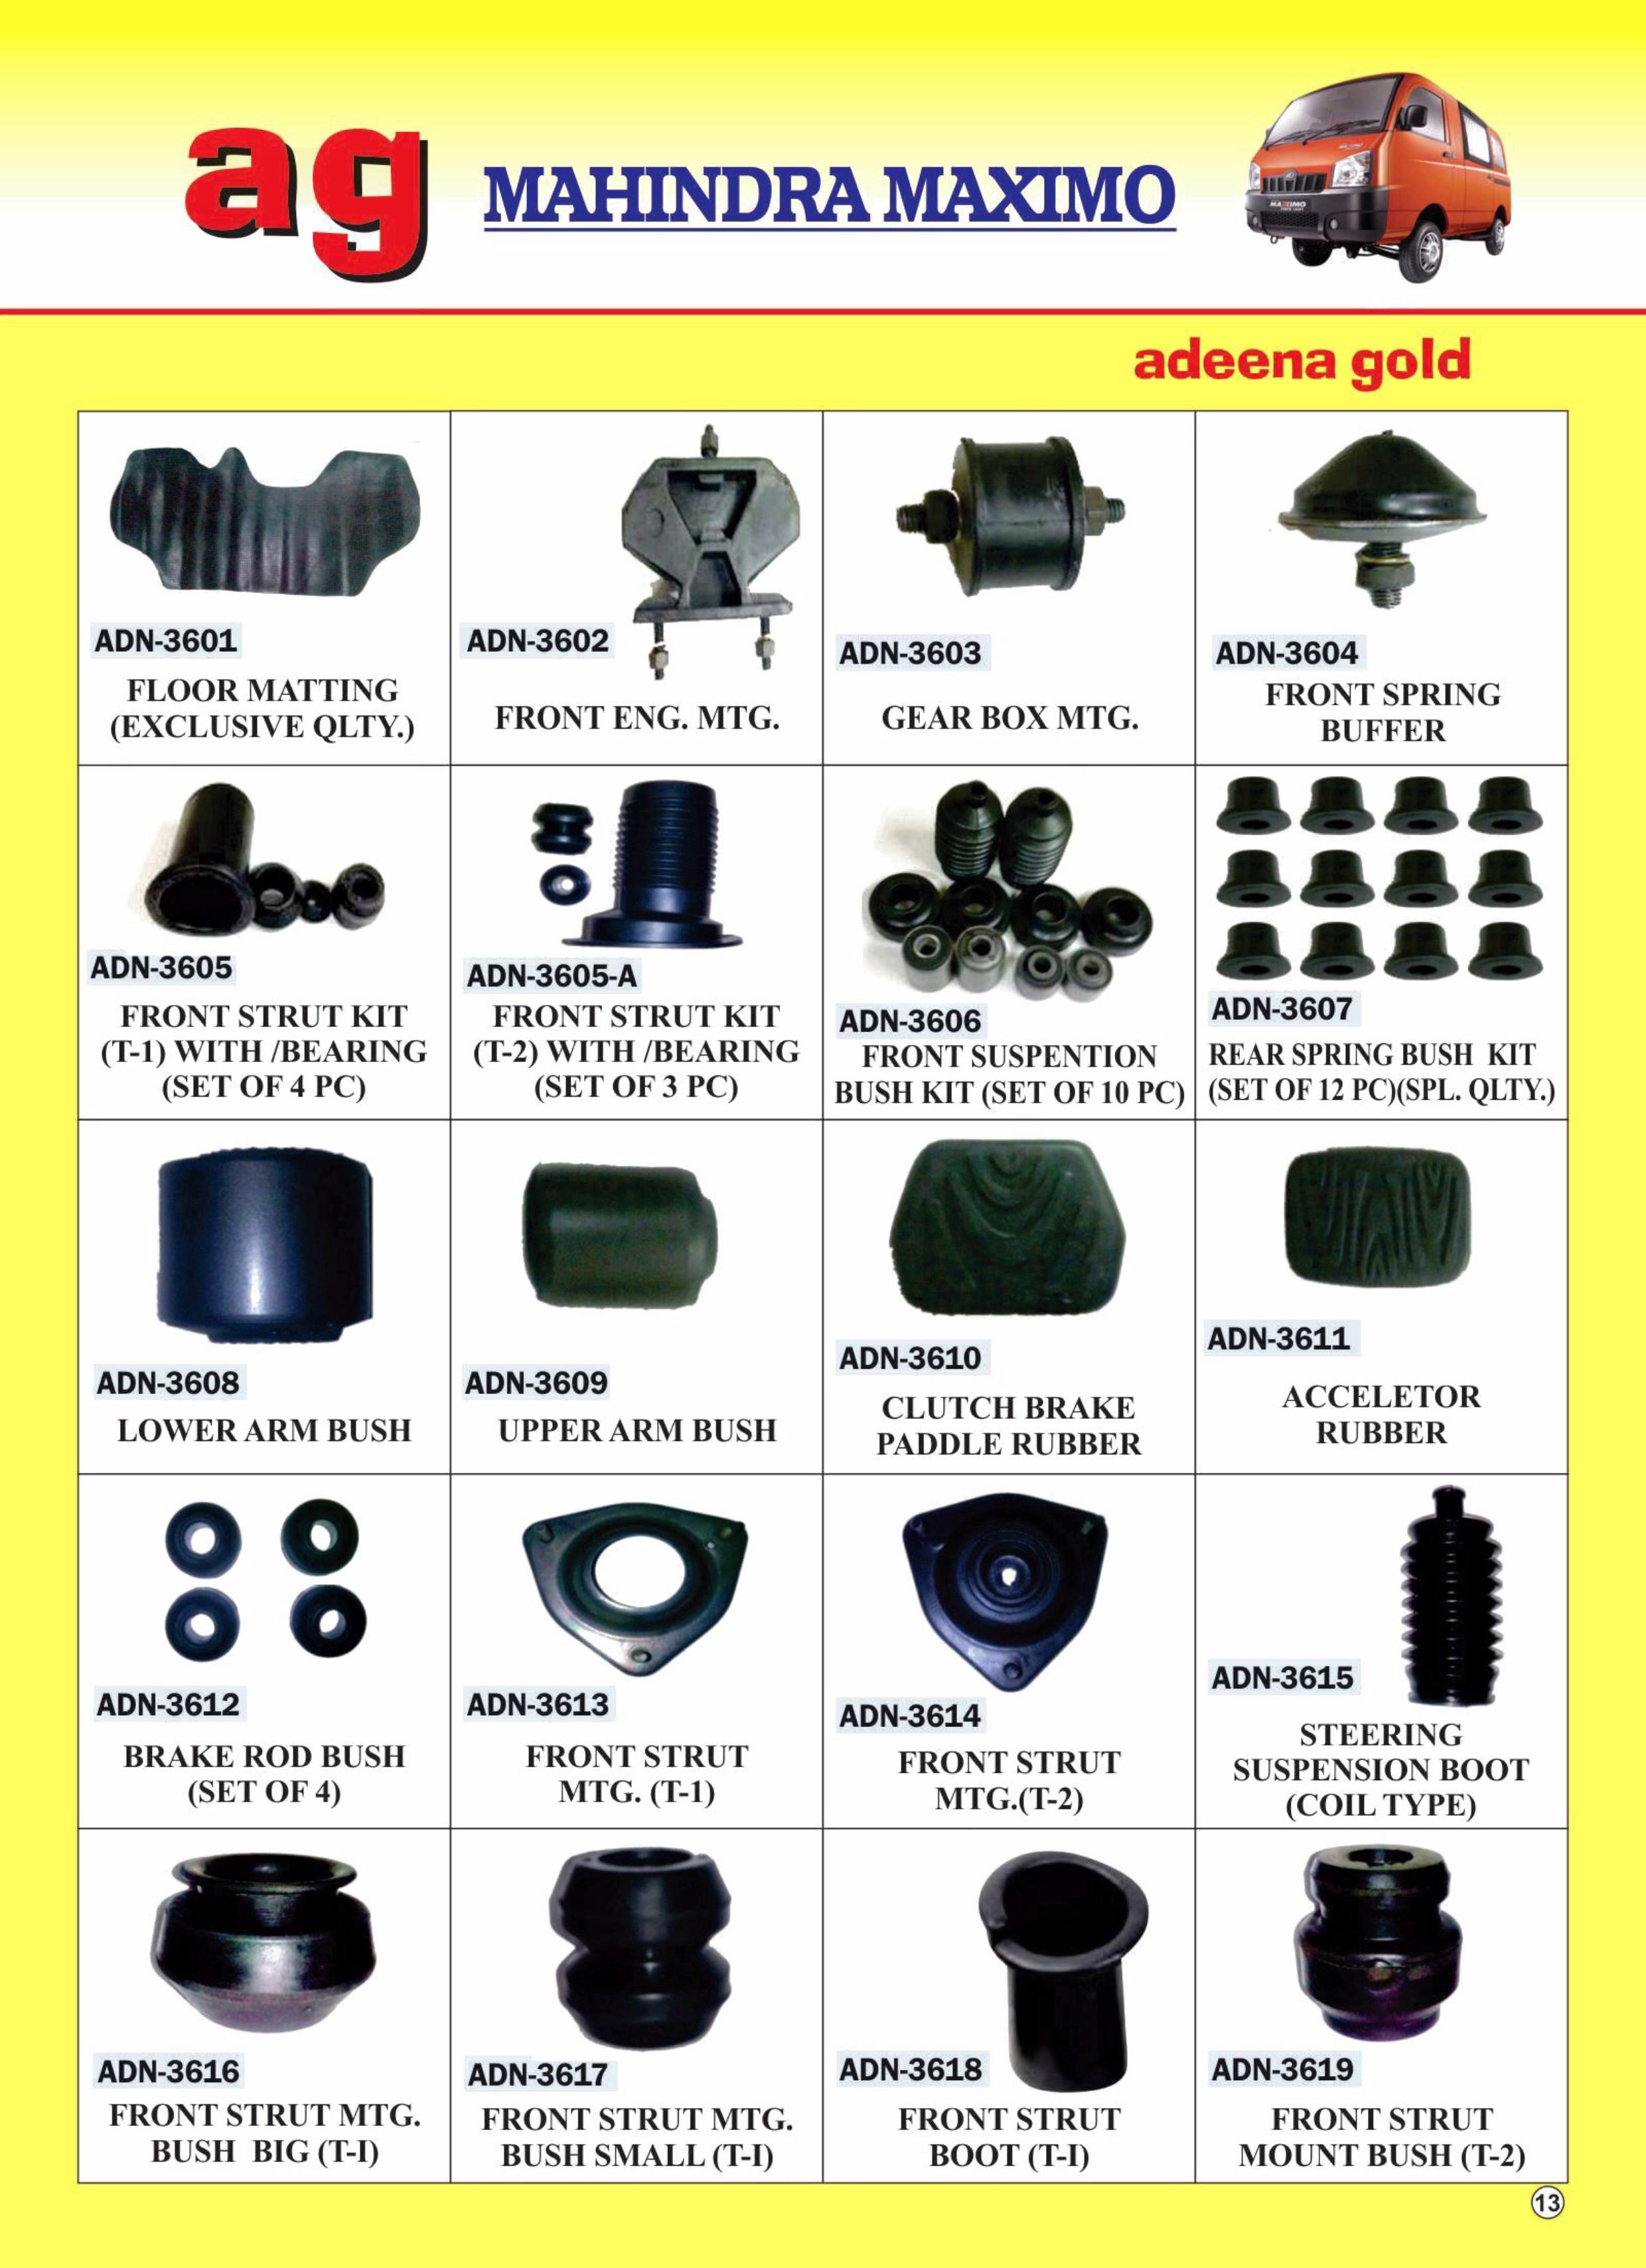 ag
MAHINDRA MAXIMO
MAXIMO
adeena gold
ADN-3601
FLOOR MATTING
(EXCLUSIVE QLTY.)
ADN-3602
FRONT ENG. MTG.
ADN-3603
GEAR BOX MTG.
ADN-3604
FRONT SPRING
BUFFER
ADN-3605
FRONT STRUT KIT
(T-1) WITH /BEARING
(SET OF 4 PC)
ADN-3605-A
FRONT STRUT KIT
(T-2) WITH /BEARING
(SET OF 3 PC)
ADN-3606
FRONT SUSPENTION
BUSH KIT (SET OF 10 PC)
ADN-3607
REAR SPRING BUSH KIT
(SET OF 12 PC)(SPL. QLTY.)
ADN-3608
LOWER ARM BUSH
ADN-3609
UPPER ARM BUSH
ADN-3610
CLUTCH BRAKE
PADDLE RUBBER
ADN-3611
ACCELETOR
RUBBER
ADN-3612
BRAKE ROD BUSH
(SET OF 4)
ADN-3613
FRONT STRUT
MTG. (T-1)
ADN-3614
FRONT STRUT
MTG.(T-2)
ADN-3615
STEERING
SUSPENSION BOOT
(COIL TYPE)
ADN-3616
FRONT STRUT MTG.
BUSH BIG (T-I)
ADN-3617
FRONT STRUT MTG.
BUSH SMALL (T-I)
ADN-3618
FRONT STRUT
BOOT (T-I)
ADN-3619
FRONT STRUT
MOUNT BUSH (T-2)
13